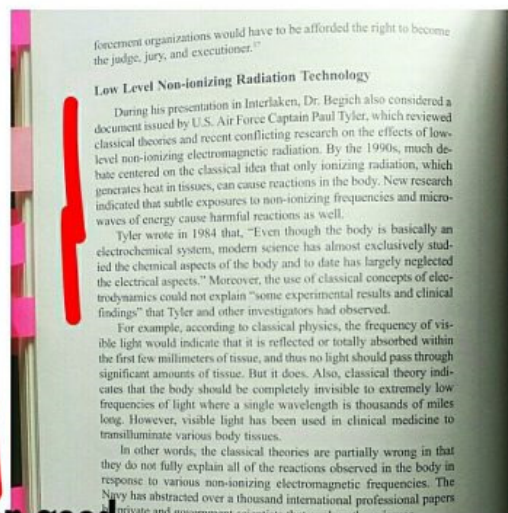 forcement organizations would have to be afforded the right to become
the judge, jury, and executioner."
Low Level Non-ionizing Radiation Technology
During his presentation in Interlaken, Dr. Begich also considered a
document issued by U.S. Air Force Captain Paul Tyler, which reviewed
classical theories and recent conflicting research on the effects of low-
level non-ionizing electromagnetic radiation. By the 1990s, much de-
bate centered on the classical idea that only ionizing radiation, which
generates heat in tissues, can cause reactions in the body. New research
indicated that subtle exposures to non-ionizing frequencies and micro-
waves of energy cause harmful reactions as well.
Tyler wrote in 1984 that, "Even though the body is basically an
electrochemical system, modern science has almost exclusively stud-
ied the chemical aspects of the body and to date has largely neglected
the electrical aspects." Moreover, the use of classical concepts of elec-
trodynamics could not explain "some experimental results and clinical
findings" that Tyler and other investigators had observed.
For example, according to classical physics, the frequency of vis-
ible light would indicate that it is reflected or totally absorbed within
the first few millimeters of tissue, and thus no light should pass through
significant amounts of tissue. But it does. Also, classical theory indi-
cates that the body should be completely invisible to extremely low
frequencies of light where a single wavelength is thousands of miles
long. However, visible light has been used in clinical medicine to
transilluminate various body tissues.
In other words, the classical theories are partially wrong in that
they do not fully explain all of the reactions observed in the body in
response to various non-ionizing electromagnetic frequencies. The
Navy has abstracted over a thousand international professional papers
private and